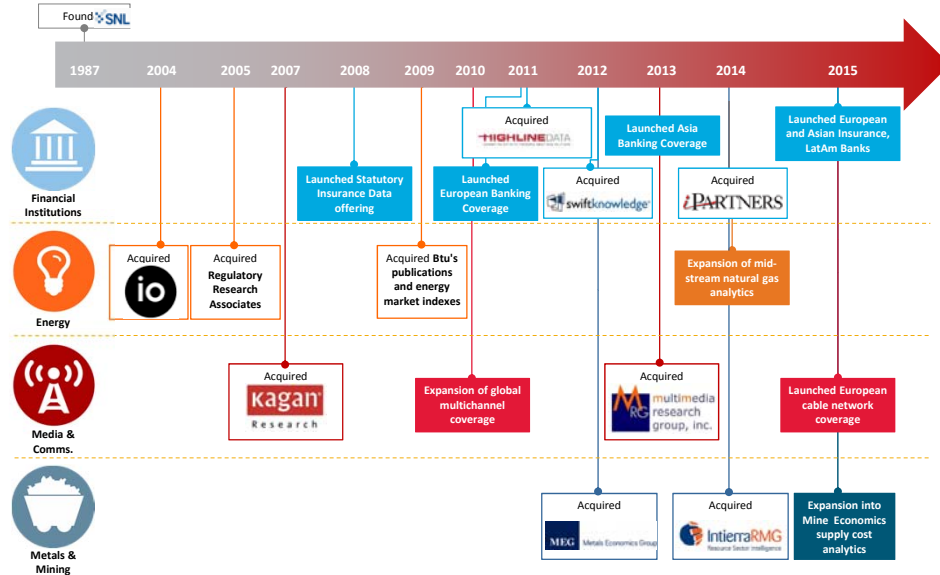 Found SNL
1987 2004 2005 2007 2008 2009 2010 2011 2012 2013 2014 2015
Financial
Institutions
Launched Statutory
Insurance Data
offering
Acquired
HIGHLINEDATA
Launched
European Banking
Coverage
Acquired
swiftknowledge
Launched Asia
Banking Coverage
Acquired
iPARTNERS
Launched European
and Asian Insurance,
LatAm Banks
Energy
Acquired
io
Acquired
Regulatory
Research
Associates
Acquired Btu's
publications
and energy
market indexes
Expansion of mid-
stream natural gas
analytics
Media &
Comms.
Acquired
Kagan
Research
Expansion of global
multichannel
coverage
Acquired
MRG multimedia
research
group, inc.
Launched European
cable network
coverage
Metals &
Mining
Acquired
MEG Metals Economics Group
Acquired
IntierraRMG
Resource Sector Intelligence
Expansion into
Mine Economics
supply cost
analytics